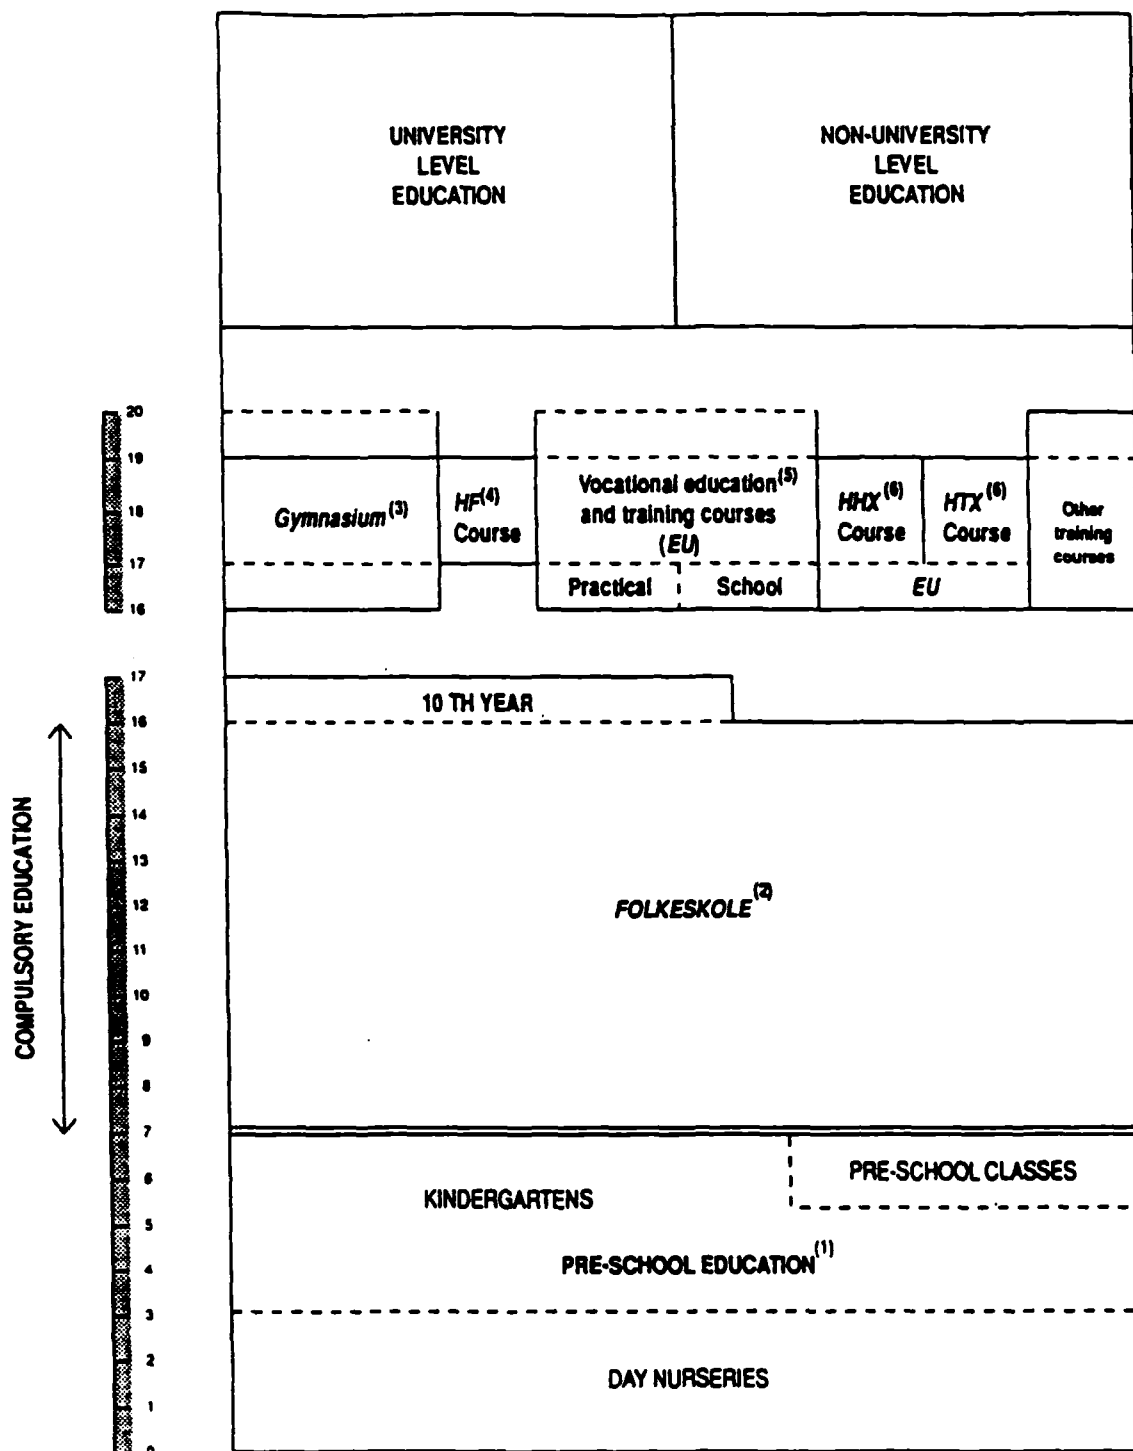 UNIVERSITY
LEVEL
EDUCATION
NON-UNIVERSITY
LEVEL
EDUCATION
20
19
18
17
16
Gymnasium(3)
HF(4)
Course
Vocational education(5)
and training courses
(EU)
Practical
School
HHX(6)
Course
HTX(6)
Course
EU
Other
training
courses
17
16
15
14
13
12
11
10
9
8
7
6
5
4
3
2
1
0
COMPULSORY EDUCATION
10 TH YEAR
FOLKESKOLE(2)
KINDERGARTENS
PRE-SCHOOL CLASSES
PRE-SCHOOL EDUCATION(1)
DAY NURSERIES